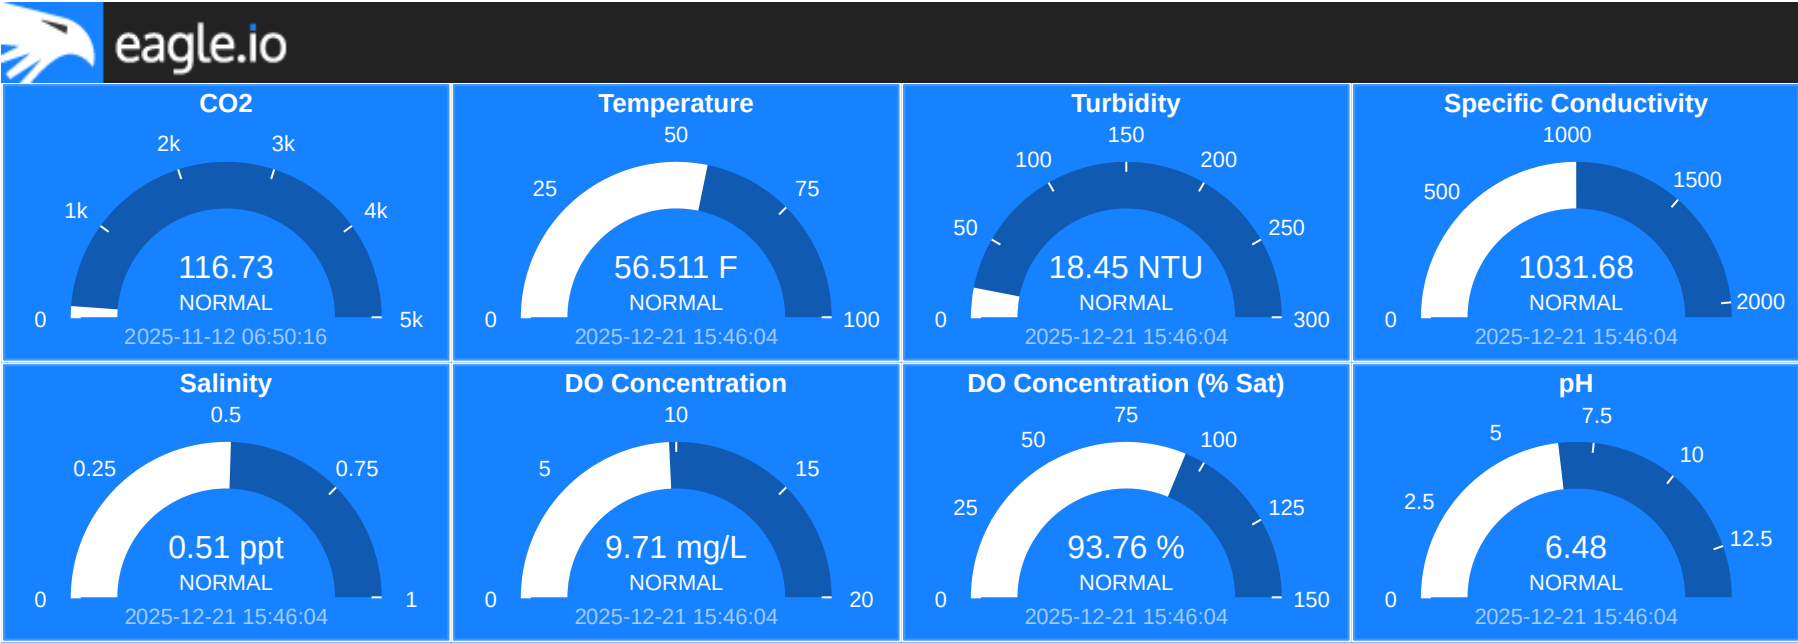 eagle.io
CO2
0
1k
2k
3k
4k
5k
116.73
NORMAL
2025-11-12 06:50:16
Temperature
0
25
50
75
100
56.511 F
NORMAL
2025-12-21 15:46:04
Turbidity
0
50
100
150
200
250
300
18.45 NTU
NORMAL
2025-12-21 15:46:04
Specific Conductivity
0
500
1000
1500
2000
1031.68
NORMAL
2025-12-21 15:46:04
Salinity
0
0.25
0.5
0.75
1
0.51 ppt
NORMAL
2025-12-21 15:46:04
DO Concentration
0
5
10
15
20
9.71 mg/L
NORMAL
2025-12-21 15:46:04
DO Concentration (% Sat)
0
25
50
75
100
125
150
93.76 %
NORMAL
2025-12-21 15:46:04
pH
0
2.5
5
7.5
10
12.5
6.48
NORMAL
2025-12-21 15:46:04